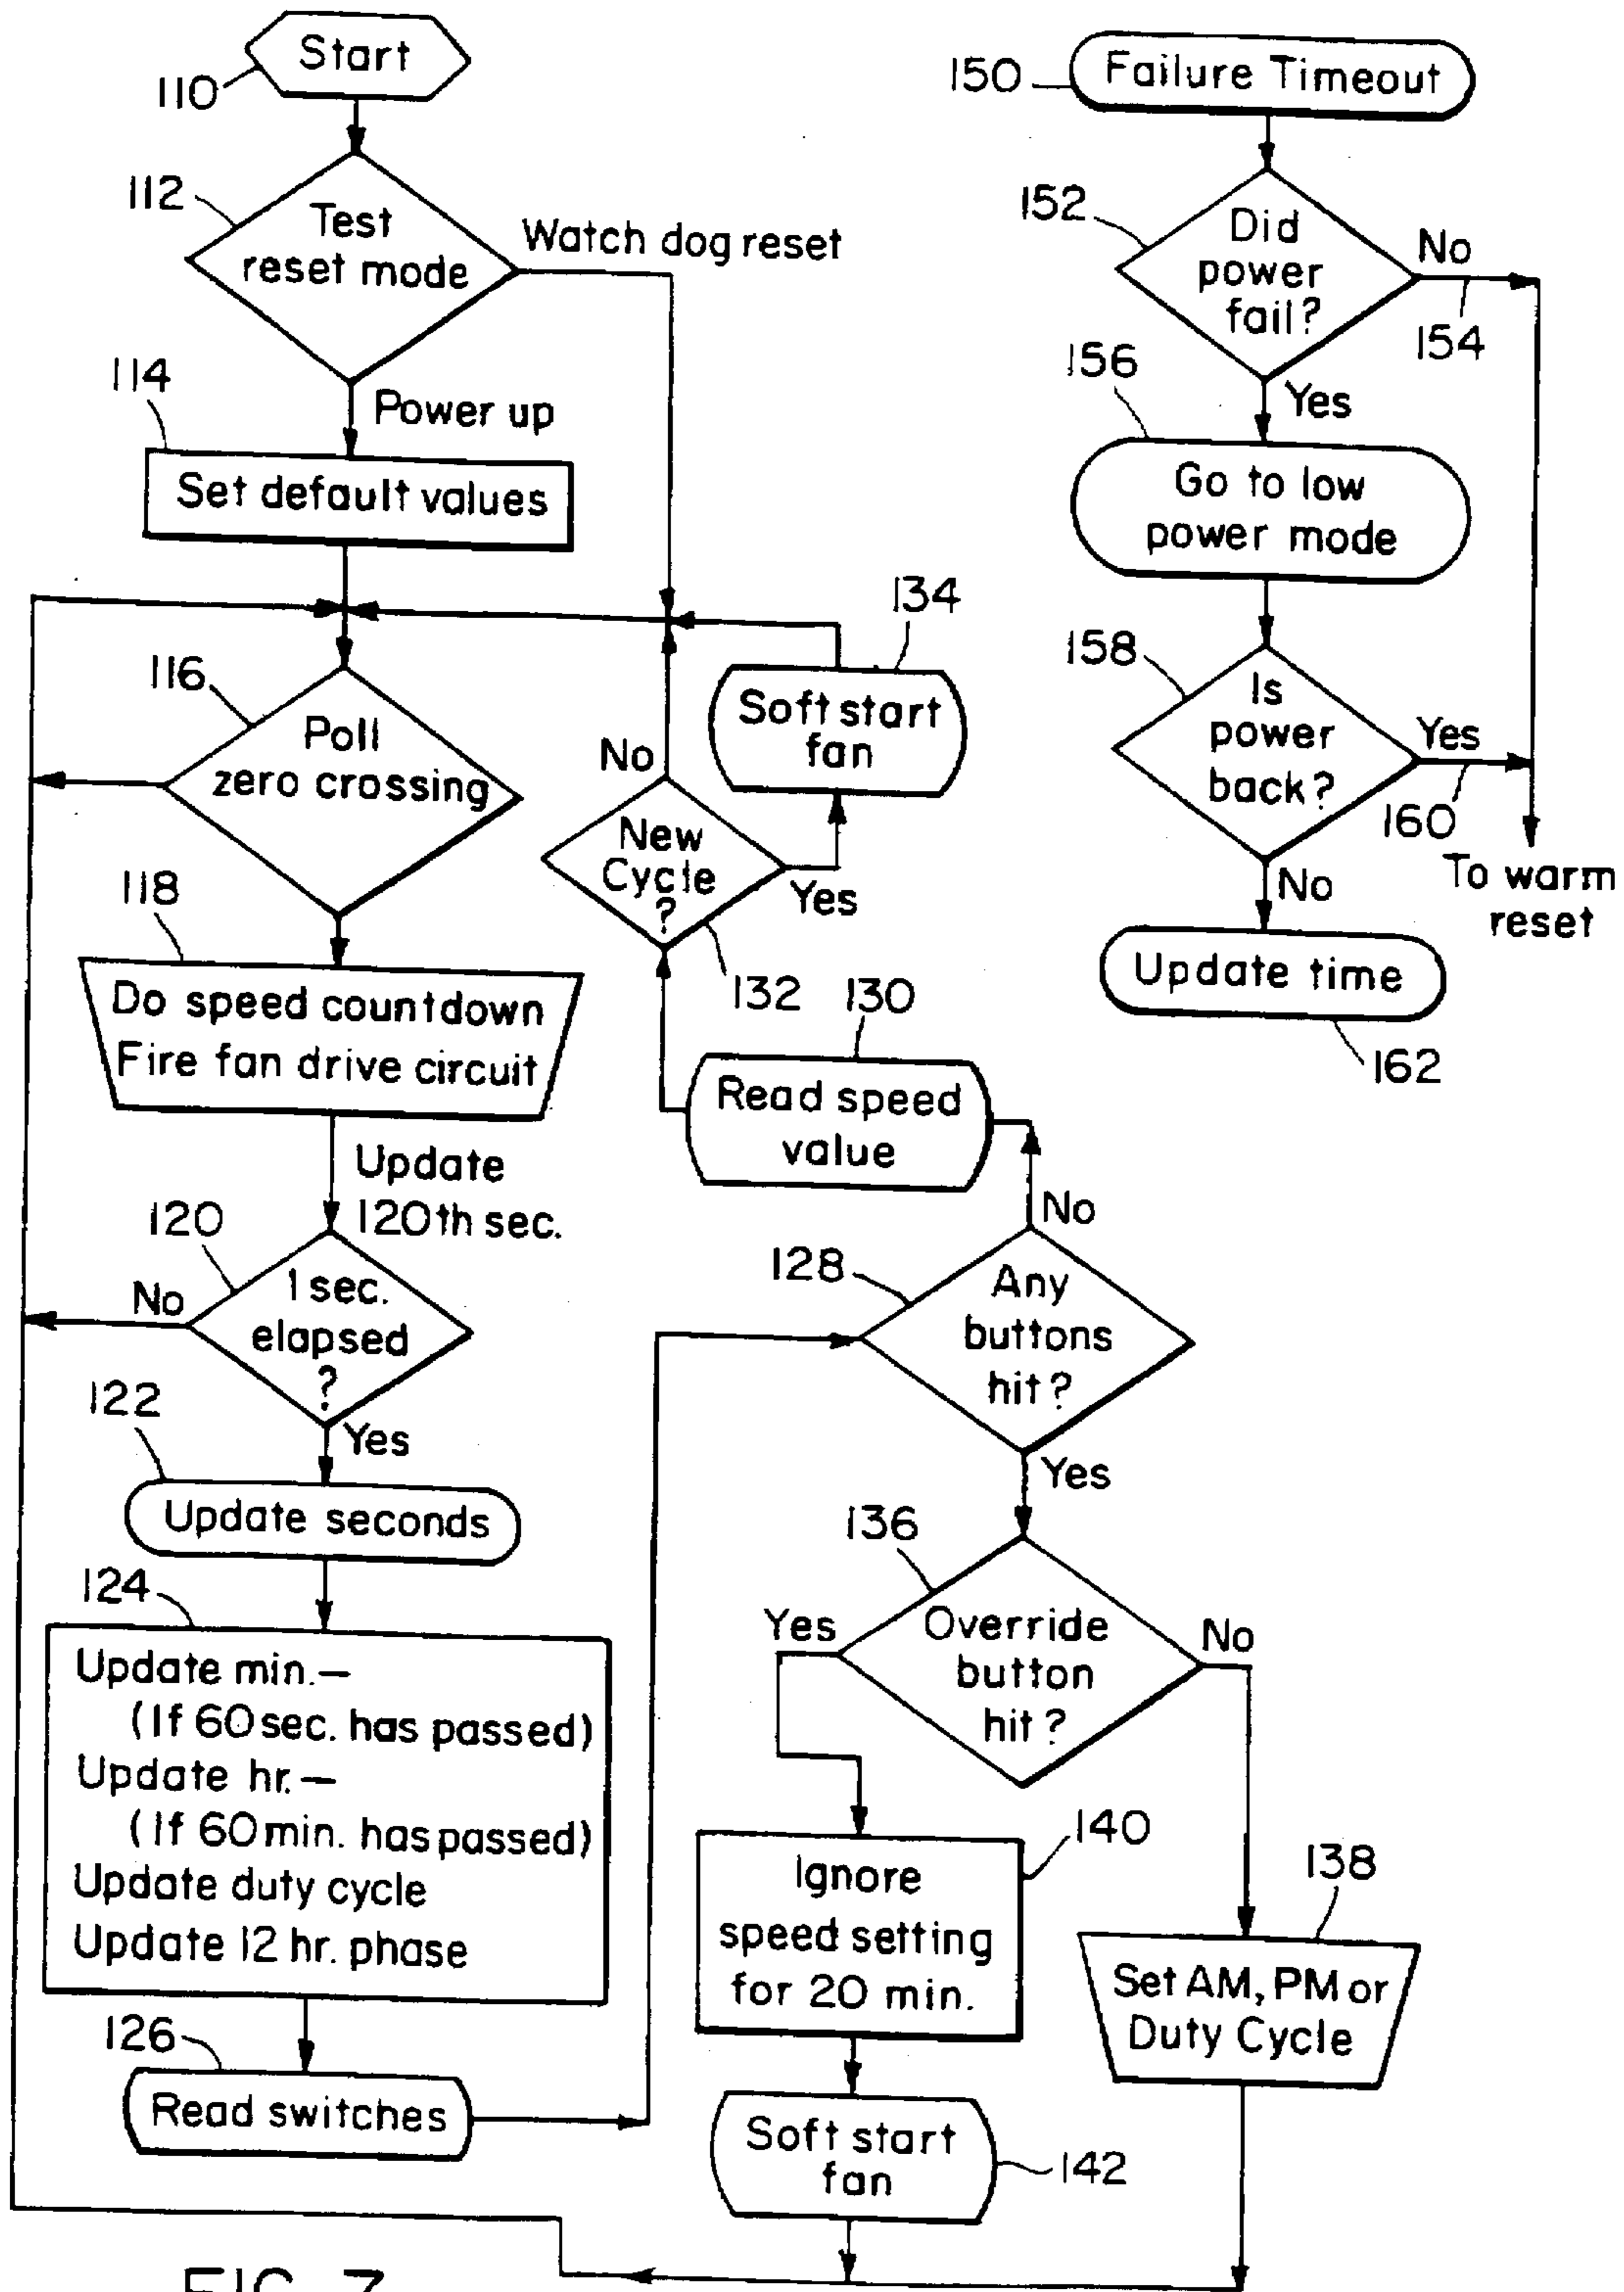 Start
110
112
Test
reset mode
Watch dog reset
114
Power up
Set default values
116
Poll
zero crossing
118
Do speed countdown
Fire fan drive circuit
Update
120th sec.
120
1 sec.
elapsed
?
No
Yes
122
Update seconds
124
Update min.—
(If 60 sec. has passed)
Update hr.—
(If 60 min. has passed)
Update duty cycle
Update 12 hr. phase
126
Read switches
128
Any
buttons
hit?
No
Yes
130
Read speed
value
132
New
Cycle
?
No
Yes
134
Soft start
fan
136
Override
button
hit?
Yes
No
140
Ignore
speed setting
for 20 min.
138
Set AM, PM or
Duty Cycle
Soft start
fan
142
150
Failure Timeout
152
Did
power
fail?
No
154
Yes
156
Go to low
power mode
158
Is
power
back?
Yes
160
No
To warm
reset
Update time
162
FIG. 7